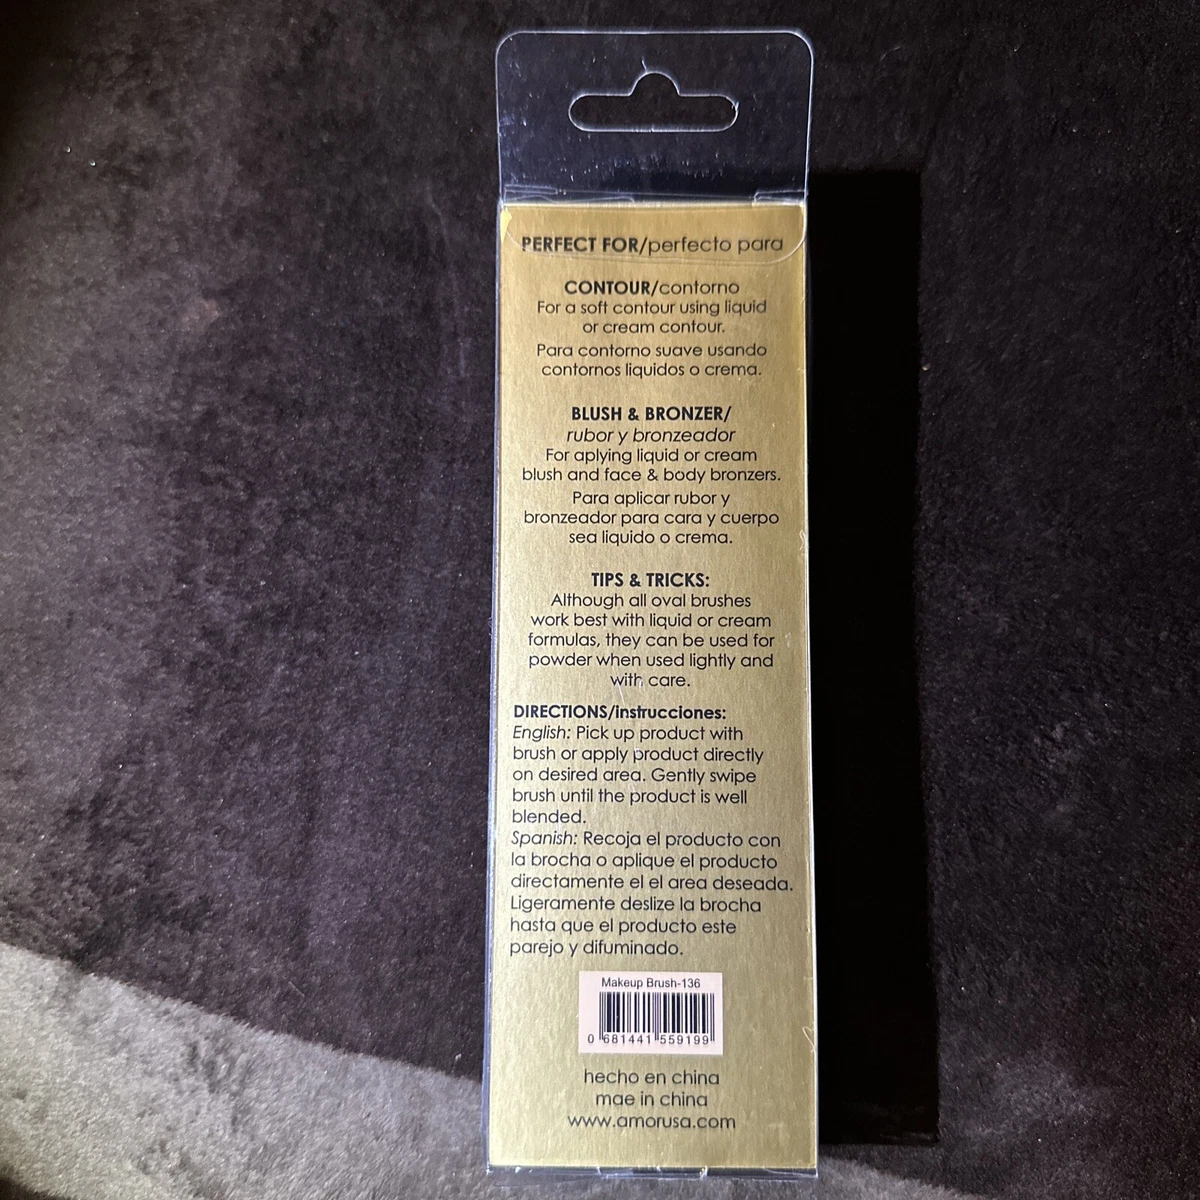 PERFECT FOR/perfecto para
CONTOUR/contorno
For a soft contour using liquid
or cream contour.
Para contorno suave usando
contornos liquidos o crema.
BLUSH & BRONZER/
rubor y bronzeador
For aplying liquid or cream
blush and face & body bronzers.
Para aplicar rubor y
bronzeador para cara y cuerpo
sea liquido o crema.
TIPS & TRICKS:
Although all oval brushes
work best with liquid or cream
formulas, they can be used for
powder when used lightly and
with care.
DIRECTIONS/instrucciones:
English: Pick up product with
brush or apply product directly
on desired area. Gently swipe
brush until the product is well
blended.
Spanish: Recoja el producto con
la brocha o aplique el producto
directamente el el area deseada.
Ligeramente deslize la brocha
hasta que el producto este
parejo y difuminado.
Makeup Brush-136
0 681441 559199
hecho en china
mae in china
www.amorusa.com